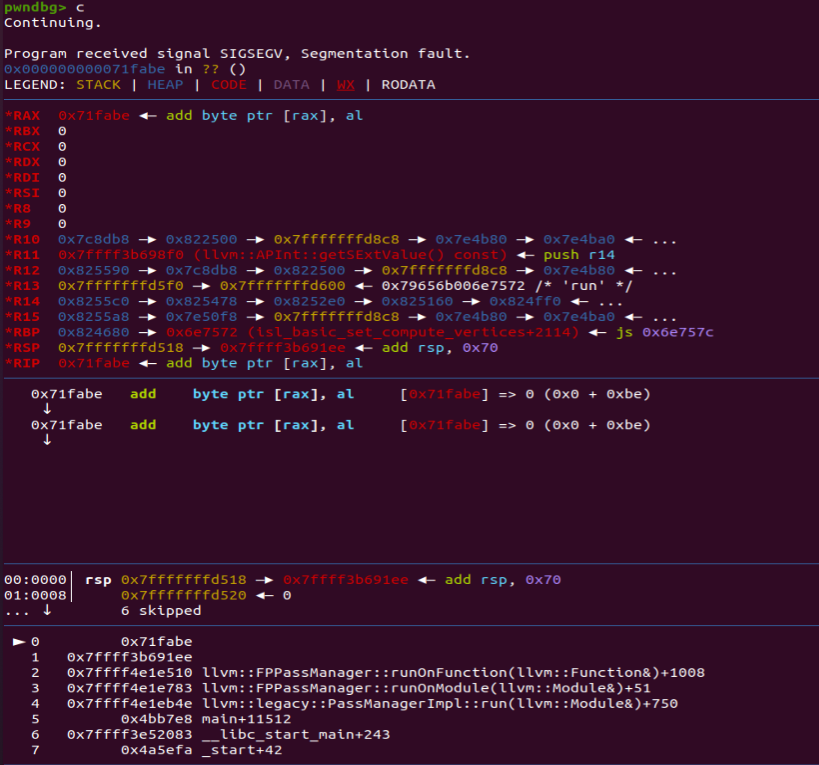 pwndbg> c
Continuing.
Program received signal SIGSEGV, Segmentation fault.
0x000000000071fabe in ?? ()
LEGEND: STACK | HEAP | CODE | DATA | WX | RODATA
*RAX  0x71fabe ◂— add byte ptr [rax], al
*RBX  0
*RCX  0
*RDX  0
*RDI  0
*RSI  0
*R8   0
*R9   0
*R10  0x7c8db8 —▸ 0x822500 —▸ 0x7fffffffd8c8 —▸ 0x7e4b80 —▸ 0x7e4ba0 ◂— ...
*R11  0x7ffff3b698f0 (llvm::APInt::getSExtValue() const) ◂— push r14
*R12  0x825590 —▸ 0x7c8db8 —▸ 0x822500 —▸ 0x7fffffffd8c8 —▸ 0x7e4b80 ◂— ...
*R13  0x7fffffffd5f0 —▸ 0x7fffffffd600 ◂— 0x79656b006e7572 /* 'run' */
*R14  0x8255c0 —▸ 0x825478 —▸ 0x8252e0 —▸ 0x825160 —▸ 0x824ff0 ◂— ...
*R15  0x8255a8 —▸ 0x7e50f8 —▸ 0x7fffffffd8c8 —▸ 0x7e4b80 —▸ 0x7e4ba0 ◂— ...
*RBP  0x824680 —▸ 0x6e7572 (isl_basic_set_compute_vertices+2114) ◂— js 0x6e757c
*RSP  0x7fffffffd518 —▸ 0x7ffff3b691ee ◂— add rsp, 0x70
*RIP  0x71fabe ◂— add byte ptr [rax], al
0x71fabe   add    byte ptr [rax], al     [0x71fabe] => 0 (0x0 + 0xbe)
↓
0x71fabe   add    byte ptr [rax], al     [0x71fabe] => 0 (0x0 + 0xbe)
↓
00:0000│ rsp 0x7fffffffd518 —▸ 0x7ffff3b691ee ◂— add rsp, 0x70
01:0008│     0x7fffffffd520 ◂— 0
... ↓        6 skipped
► 0         0x71fabe
1   0x7ffff3b691ee
2   0x7ffff4e1e510 llvm::FPPassManager::runOnFunction(llvm::Function&)+1008
3   0x7ffff4e1e783 llvm::FPPassManager::runOnModule(llvm::Module&)+51
4   0x7ffff4e1eb4e llvm::legacy::PassManagerImpl::run(llvm::Module&)+750
5         0x4bb7e8 main+11512
6   0x7ffff3e52083 __libc_start_main+243
7         0x4a5efa _start+42